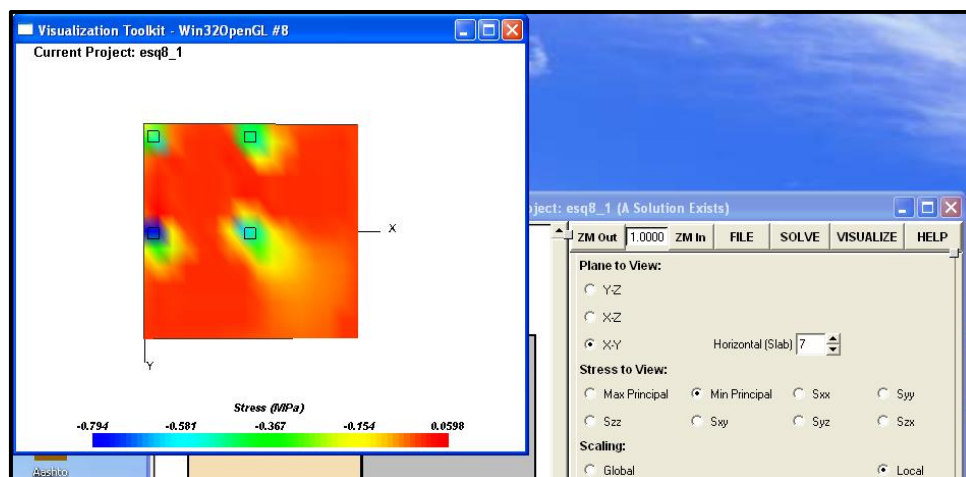 Visualization Toolkit - Win32OpenGL #8
Current Project: esq8_1
X
Y
Stress (MPa)
-0.794 -0.581 -0.367 -0.154 0.0598
Aashto
ject: esq8_1 (A Solution Exists)
ZM Out 1.0000 ZM In FILE SOLVE VISUALIZE HELP
Plane to View:
Y-Z
X-Z
X-Y Horizontal (Slab) 7
Stress to View:
Max Principal Min Principal Sxx Syy
Szz Sxy Syz Szx
Scaling:
Global Local